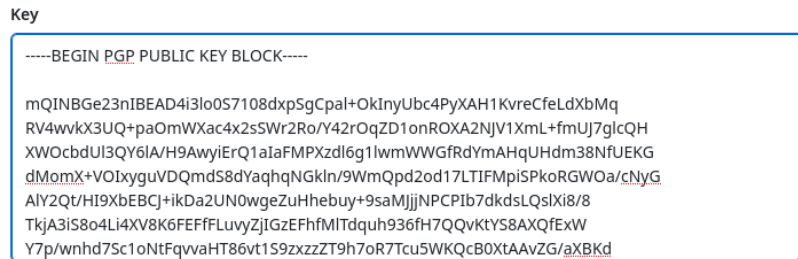 Key
-----BEGIN PGP PUBLIC KEY BLOCK-----
mQINBGe23nIBEAD4i3lo0S7108dxpSgCpal+OkInyUbc4PyXAH1KvreCfeLdXbMq
RV4wvkX3UQ+paOmWXac4x2sSWr2Ro/Y42rOqZD1onROXA2NJV1XmL+fmUJ7glcQH
XWOcbdUl3QY6lA/H9AwyiErQ1aIaFMPXzdl6g1lwmWWGfRdYmAHqUHdm38NfUEKG
dMomX+VOIxyguVDQmdS8dYaqhqNGkln/9WmQpd2od17LTIFMpiSPkoRGWOa/cNyG
AlY2Qt/HI9XbEBCJ+ikDa2UN0wgeZuHhebuy+9saMJjjNPCPIb7dkdsLQslXi8/8
TkjA3iS8o4Li4XV8K6FEFfFLuvyZjIGzEFhfMlTdquh936fH7QQvKtYS8AXQfExW
Y7p/wnhd7Sc1oNtFqvvaHT86vt1S9zxzzZT9h7oR7Tcu5WKQcB0XtAAvZG/aXBKd